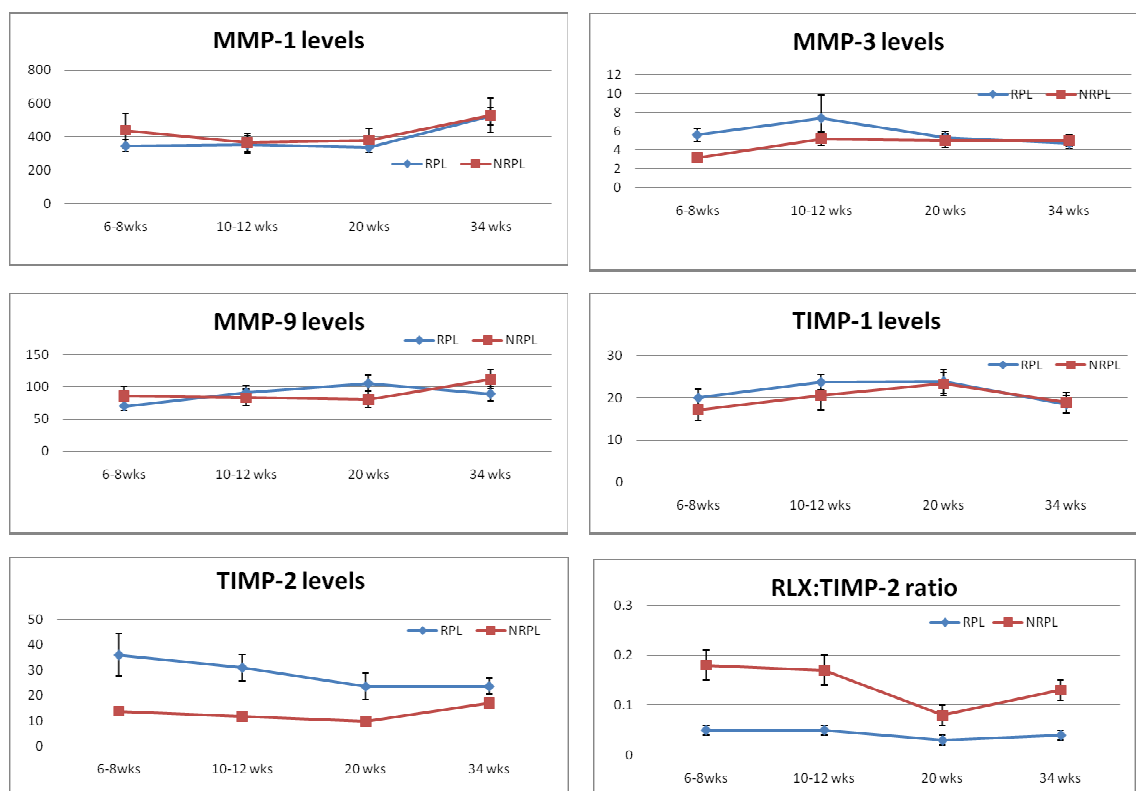 MMP-1 levels
800
600
400
200
0
RPL NRPL
6-8wks 10-12 wks 20 wks 34 wks
MMP-3 levels
12
10
8
6
4
2
0
RPL NRPL
6-8wks 10-12 wks 20 wks 34 wks
MMP-9 levels
RPL NRPL
150
100
50
0
6-8wks 10-12 wks 20 wks 34 wks
TIMP-1 levels
30
20
10
0
RPL NRPL
6-8wks 10-12 wks 20 wks 34 wks
TIMP-2 levels
50
40
30
20
10
0
RPL NRPL
6-8wks 10-12 wks 20 wks 34 wks
RLX:TIMP-2 ratio
0.3
0.2
0.1
0
RPL NRPL
6-8wks 10-12 wks 20 wks 34 wks